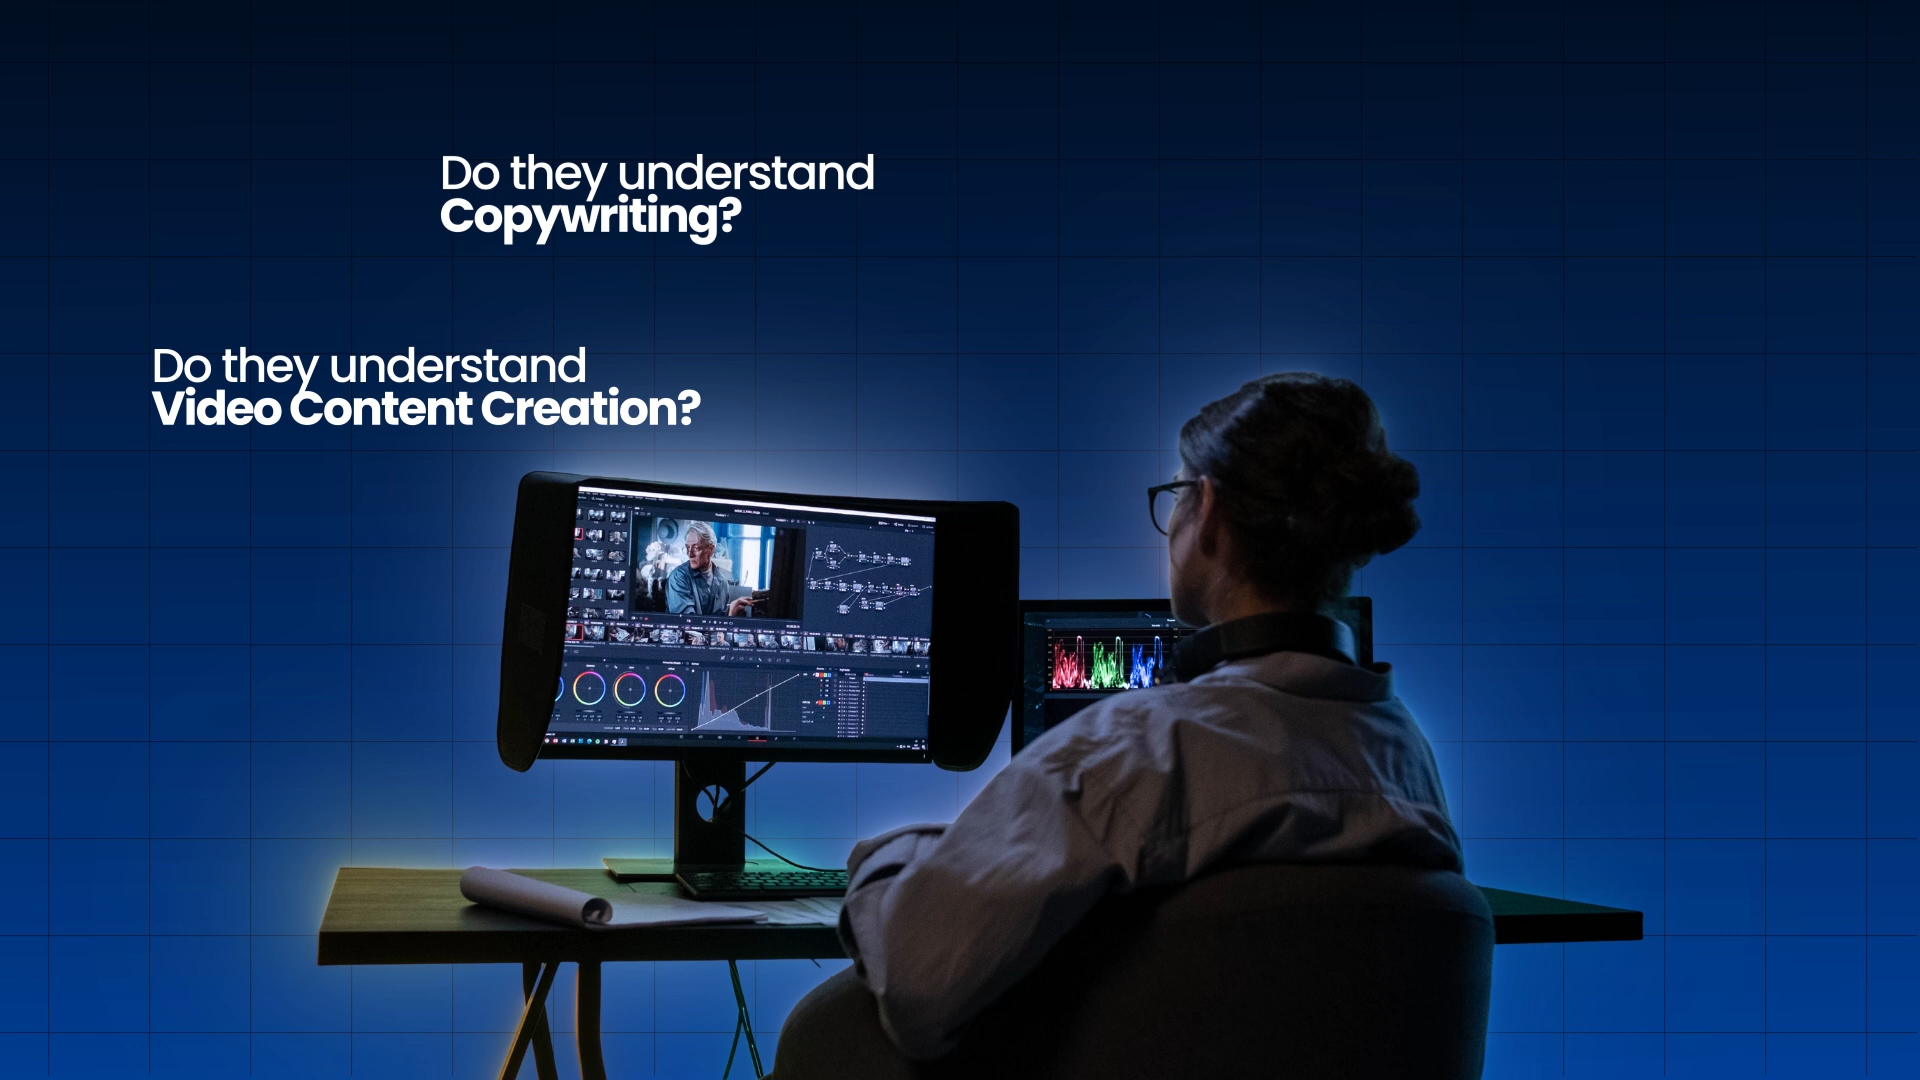 Do they understand
Copywriting?
Do they understand
Video Content Creation?